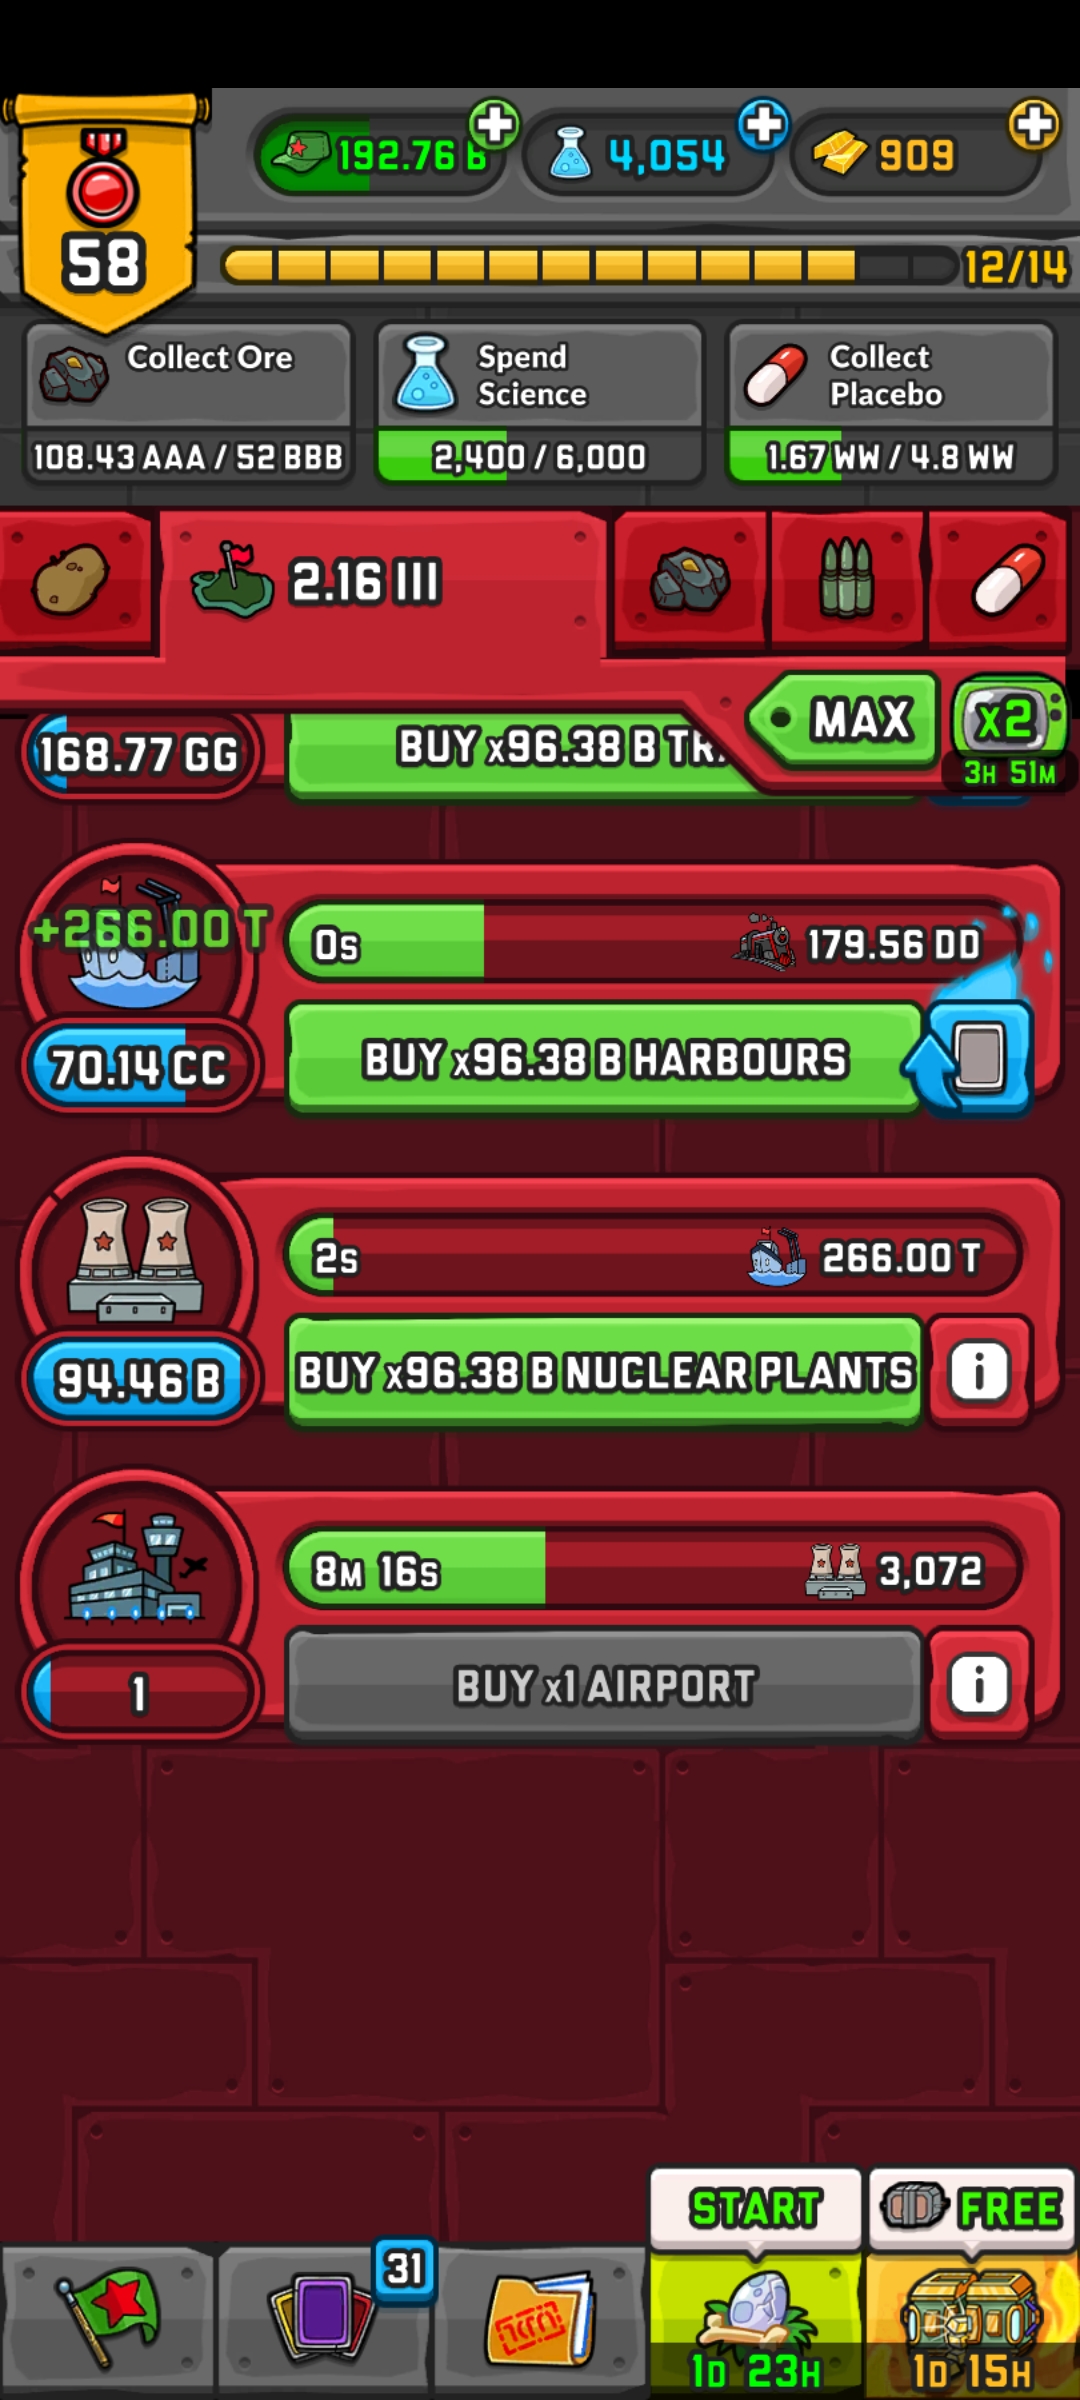 192.76 B
4,054
909
58
12/14
Collect Ore
108.43 AAA / 52 BBB
Spend
Science
2,400 / 6,000
Collect
Placebo
1.67 WW / 4.8 WW
2.16 III
MAX
x2
3H 51M
168.77 GG
BUY x96.38 B
+266.00 T
0s
179.56 DD
70.14 CC
BUY x96.38 B HARBOURS
2s
266.00 T
94.46 B
BUY x96.38 B NUCLEAR PLANTS
i
8M 16s
3,072
1
BUY x1 AIRPORT
i
START
FREE
31
1D 23H
1D 15H